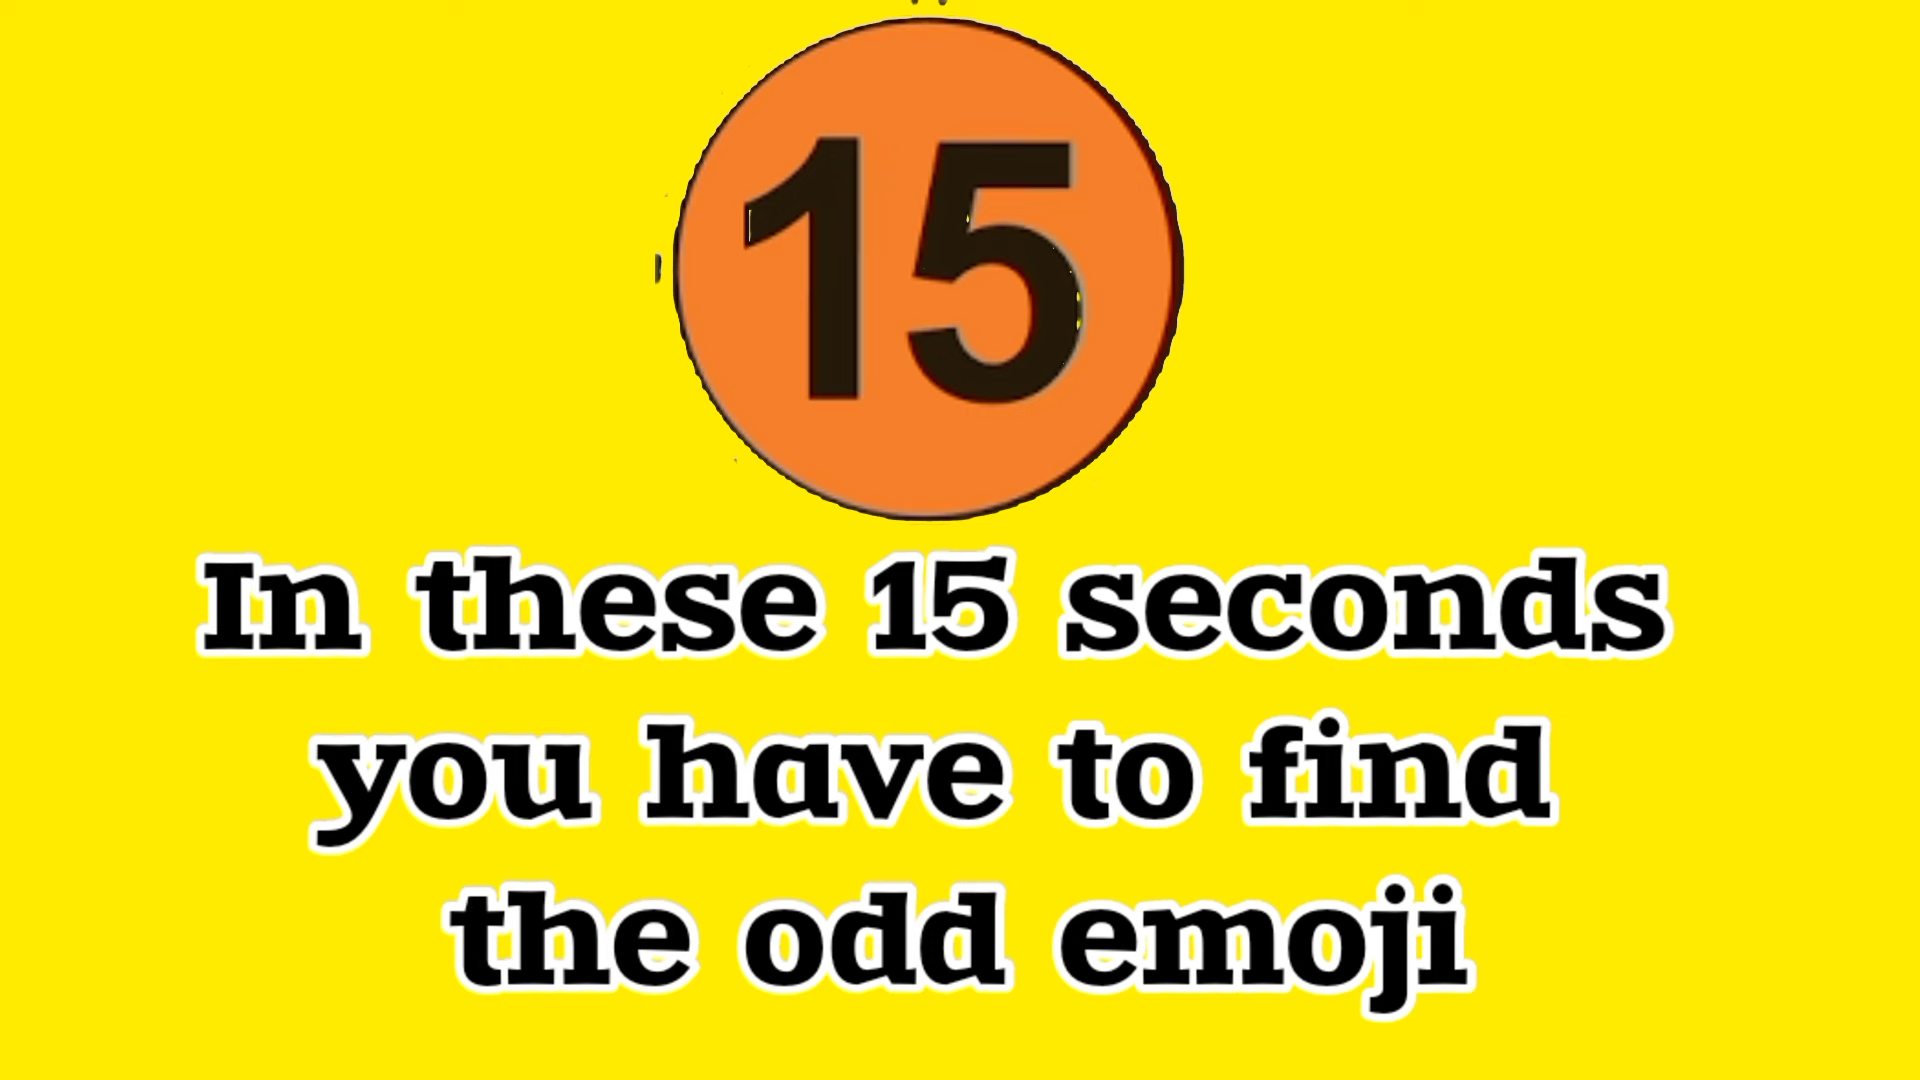 15
In these 15 seconds
you have to find
the odd emoji